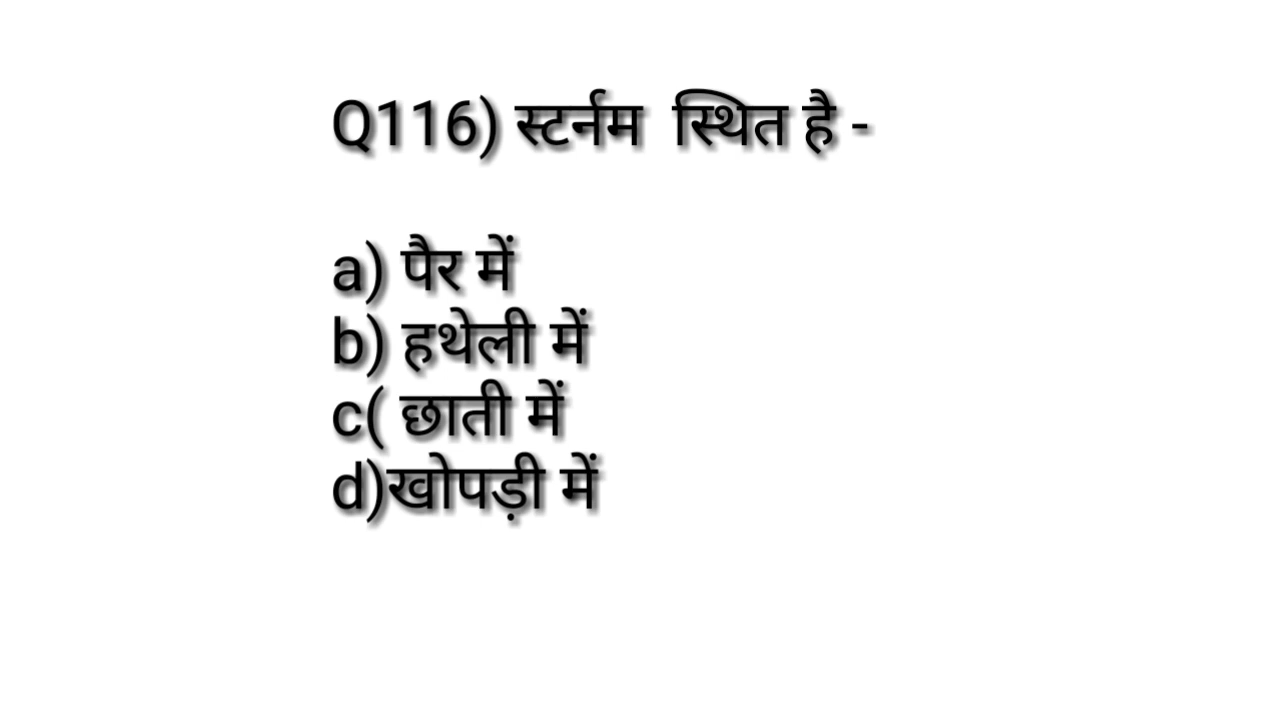 Q116) स्टर्नम  स्थित है -
a) पैर में
b) हथेली में
c( छाती में
d)खोपड़ी में